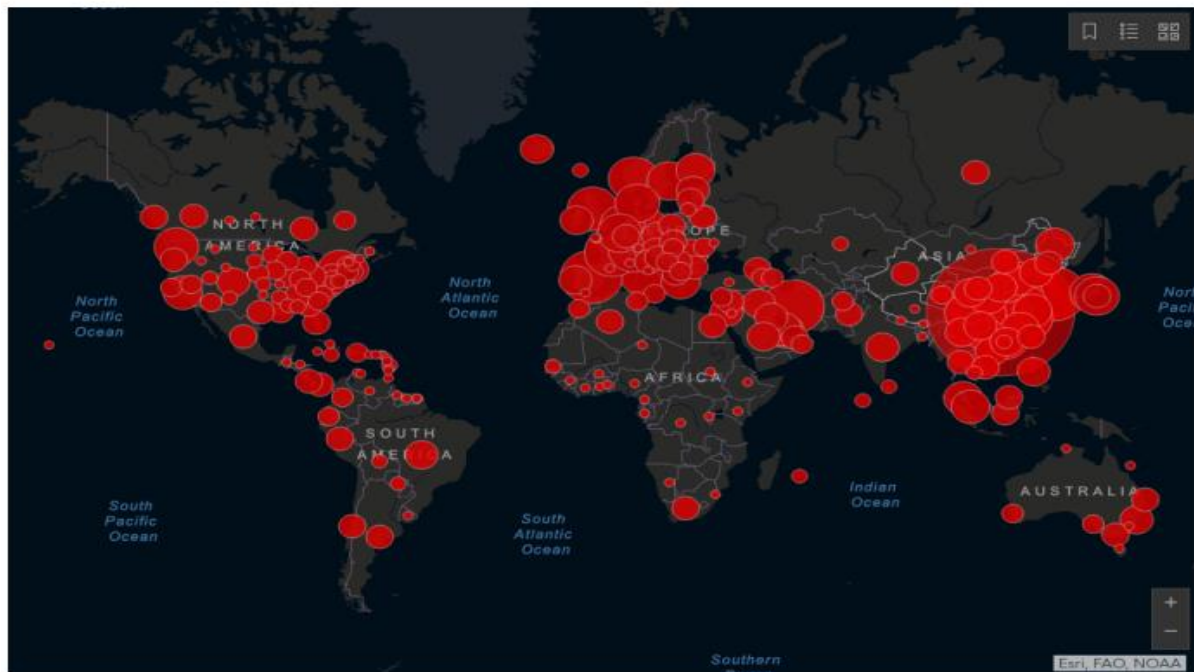 NORTH
AMERICA
EUROPE
ASIA
North
Pacific
Ocean
North
Atlantic
Ocean
AFRICA
SOUTH
AMERICA
South
Pacific
Ocean
South
Atlantic
Ocean
Indian
Ocean
AUSTRALIA
Southern
+
−
Esri, FAO, NOAA